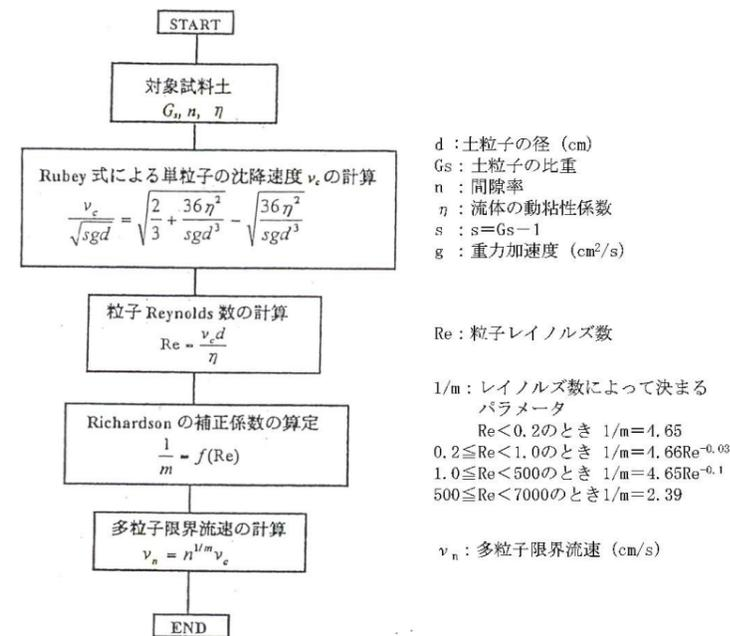 START
対象試料土
Gs, n, η
Rubey 式による単粒子の沈降速度 νc の計算
νc/√sgd = √(2/3 + 36η²/sgd³) − √(36η²/sgd³)
粒子 Reynolds 数の計算
Re = νcd/η
Richardson の補正係数の算定
1/m = f(Re)
多粒子限界流速の計算
νn = n^1/m νc
END
d :土粒子の径 (cm)
Gs:土粒子の比重
n :間隙率
η :流体の動粘性係数
s :s=Gs−1
g :重力加速度 (cm²/s)
Re:粒子レイノルズ数
1/m:レイノルズ数によって決まる
パラメータ
Re<0.2のとき 1/m=4.65
0.2≦Re<1.0のとき 1/m=4.66Re^−0.03
1.0≦Re<500のとき 1/m=4.65Re^−0.1
500≦Re<7000のとき1/m=2.39
νn:多粒子限界流速 (cm/s)